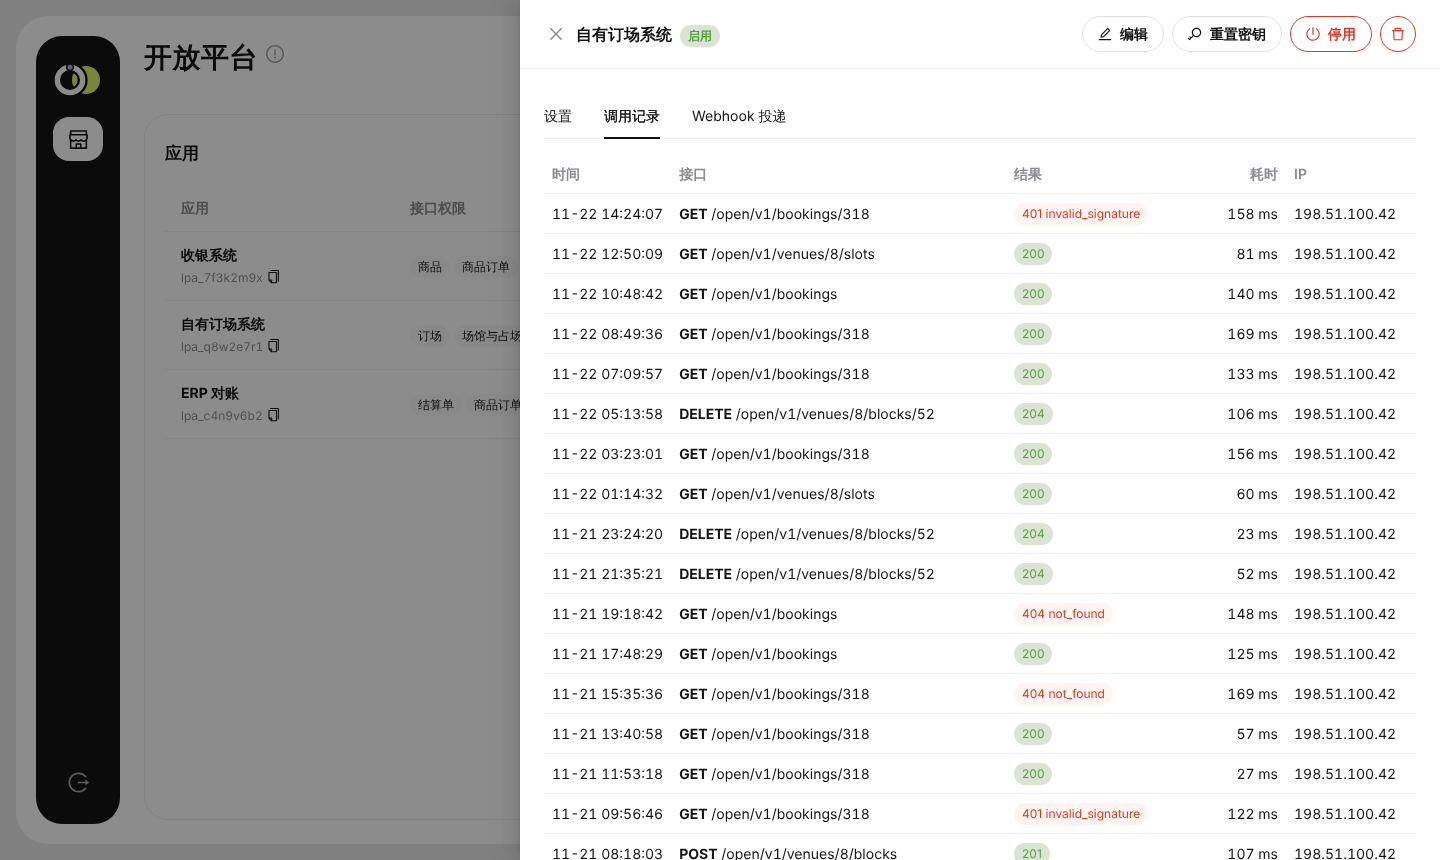 开放平台
应用
应用 接口权限
收银系统
lpa_7f3k2m9x 商品 商品订单
自有订场系统
lpa_q8w2e7r1 订场 场馆与占场
ERP 对账
lpa_c4n9v6b2 结算单 商品订单
自有订场系统 启用 编辑 重置密钥 停用
设置 调用记录 Webhook 投递
时间 接口 结果 耗时 IP
11-22 14:24:07 GET /open/v1/bookings/318 401 invalid_signature 158 ms 198.51.100.42
11-22 12:50:09 GET /open/v1/venues/8/slots 200 81 ms 198.51.100.42
11-22 10:48:42 GET /open/v1/bookings 200 140 ms 198.51.100.42
11-22 08:49:36 GET /open/v1/bookings/318 200 169 ms 198.51.100.42
11-22 07:09:57 GET /open/v1/bookings/318 200 133 ms 198.51.100.42
11-22 05:13:58 DELETE /open/v1/venues/8/blocks/52 204 106 ms 198.51.100.42
11-22 03:23:01 GET /open/v1/bookings/318 200 156 ms 198.51.100.42
11-22 01:14:32 GET /open/v1/venues/8/slots 200 60 ms 198.51.100.42
11-21 23:24:20 DELETE /open/v1/venues/8/blocks/52 204 23 ms 198.51.100.42
11-21 21:35:21 DELETE /open/v1/venues/8/blocks/52 204 52 ms 198.51.100.42
11-21 19:18:42 GET /open/v1/bookings 404 not_found 148 ms 198.51.100.42
11-21 17:48:29 GET /open/v1/bookings 200 125 ms 198.51.100.42
11-21 15:35:36 GET /open/v1/bookings/318 404 not_found 169 ms 198.51.100.42
11-21 13:40:58 GET /open/v1/bookings/318 200 57 ms 198.51.100.42
11-21 11:53:18 GET /open/v1/bookings/318 200 27 ms 198.51.100.42
11-21 09:56:46 GET /open/v1/bookings/318 401 invalid_signature 122 ms 198.51.100.42
11-21 08:18:03 POST /open/v1/venues/8/blocks 201 107 ms 198.51.100.42